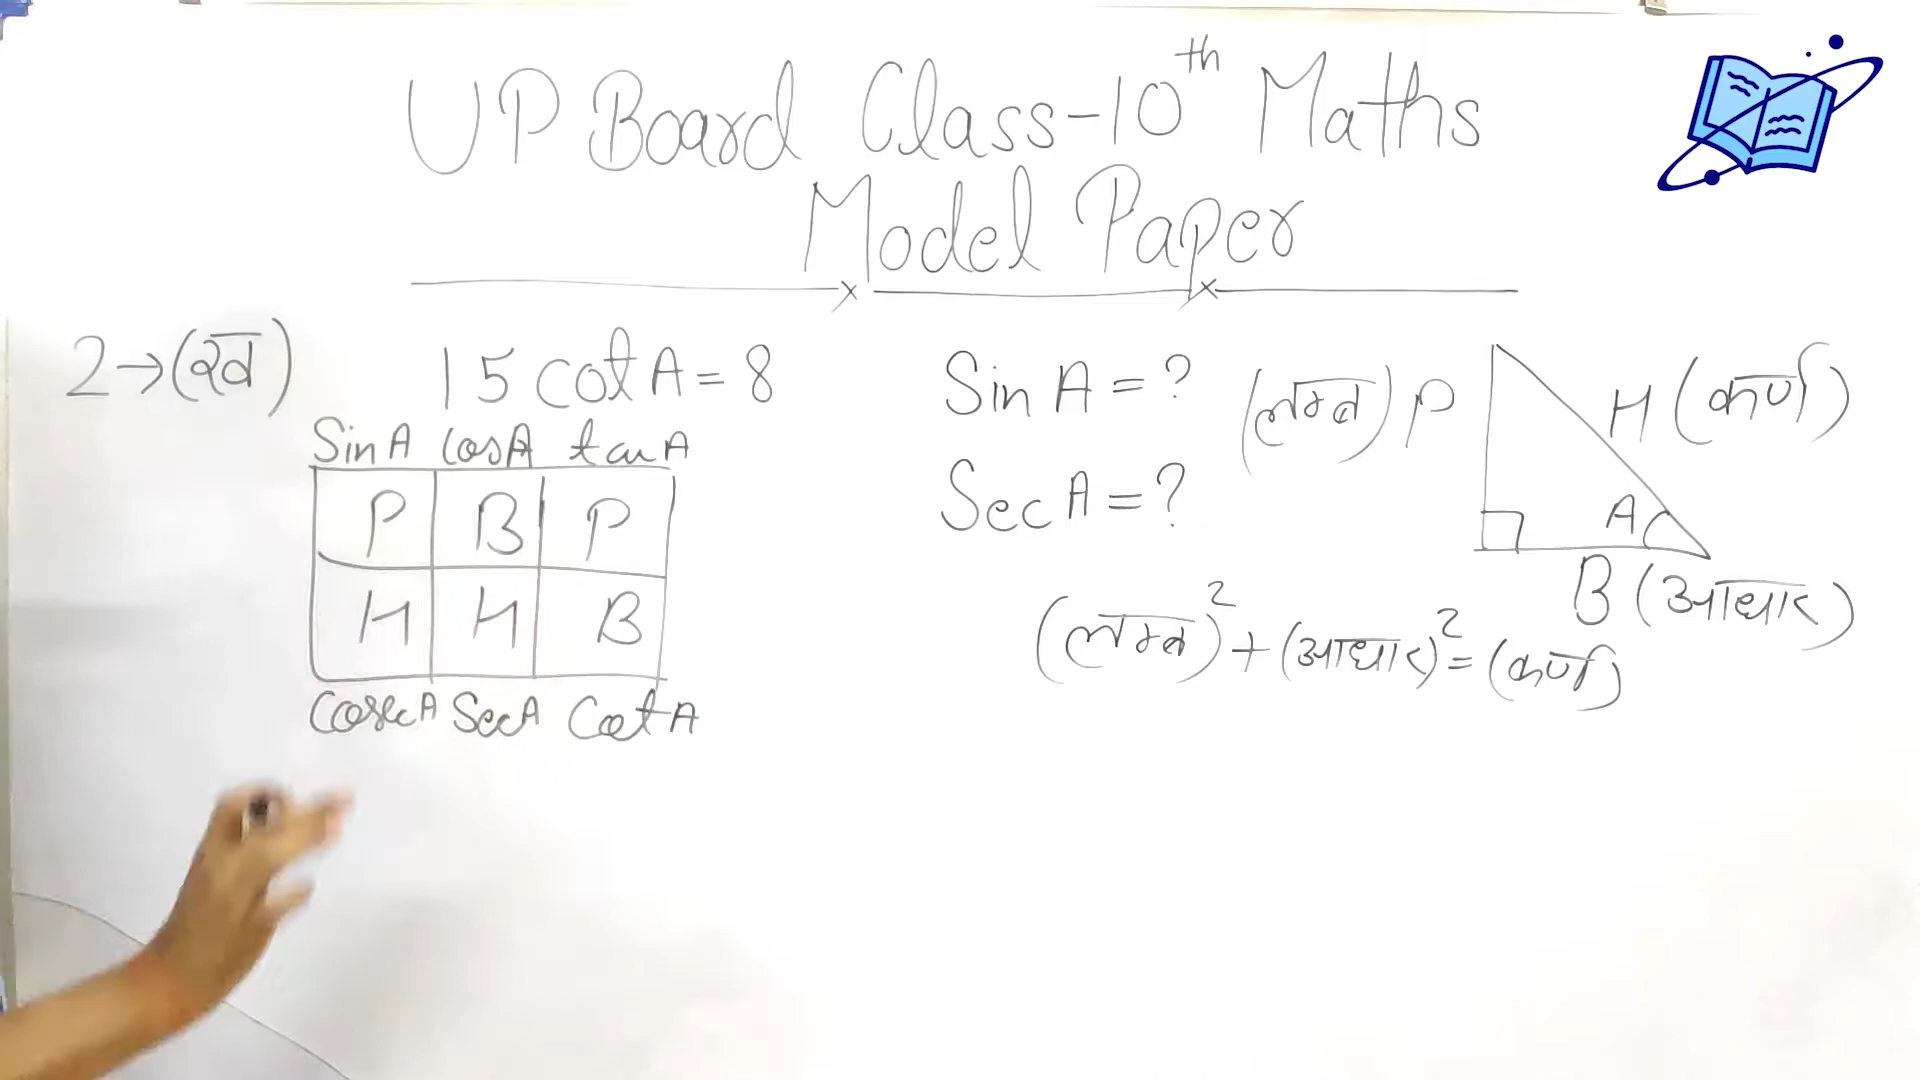 UP Board Class-10th Maths
Model Paper
2→(ख) 15 cot A = 8
Sin A = ?
Sec A = ?
Sin A Cos A tan A
P B P
H H B
Cosec A Sec A Cot A
(लम्ब) P
H (कर्ण)
A
B (आधार)
(लम्ब)² + (आधार)² = (कर्ण)